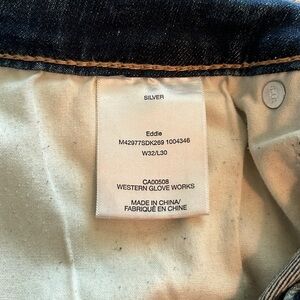 SILVER
Eddie
M42977SDK269 1004346
W32/L30
CA00508
WESTERN GLOVE WORKS
MADE IN CHINA/
FABRIQUÉ EN CHINE